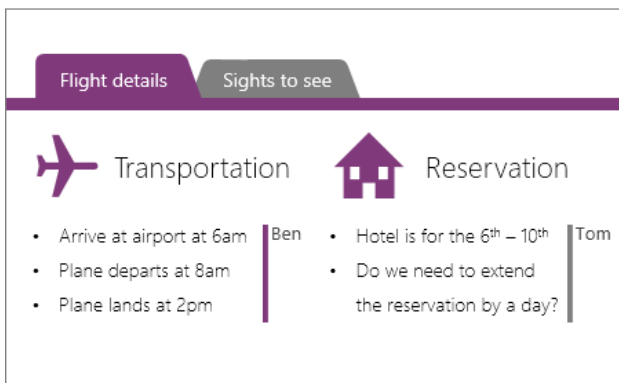 Flight details
Sights to see
Transportation
• Arrive at airport at 6am
• Plane departs at 8am
• Plane lands at 2pm
Ben
Reservation
• Hotel is for the 6th – 10th
• Do we need to extend
the reservation by a day?
Tom